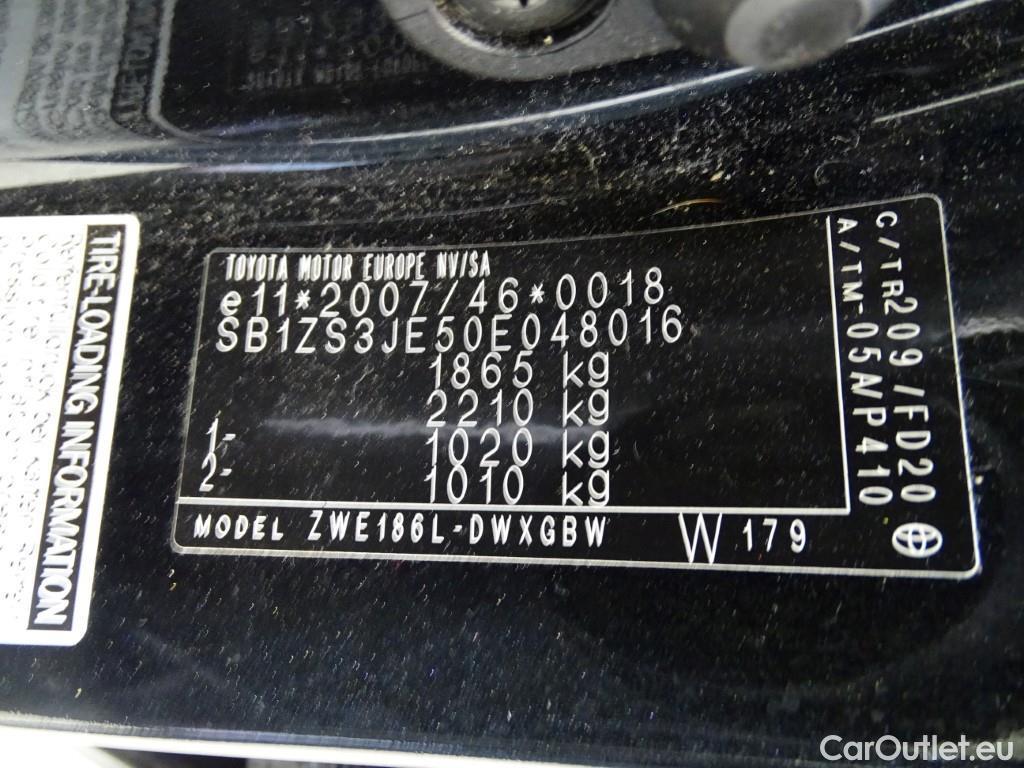 TOYOTA MOTOR EUROPE NV/SA
e11*2007/46*0018
SB1ZS3JE50E048016
1865 kg
2210 kg
1- 1020 kg
2- 1010 kg
MODEL ZWE186L-DWXGBW W 179
C/TR209/FD20
A/TM-05A/P410
TIRE-LOADING INFORMATION
CarOutlet.eu